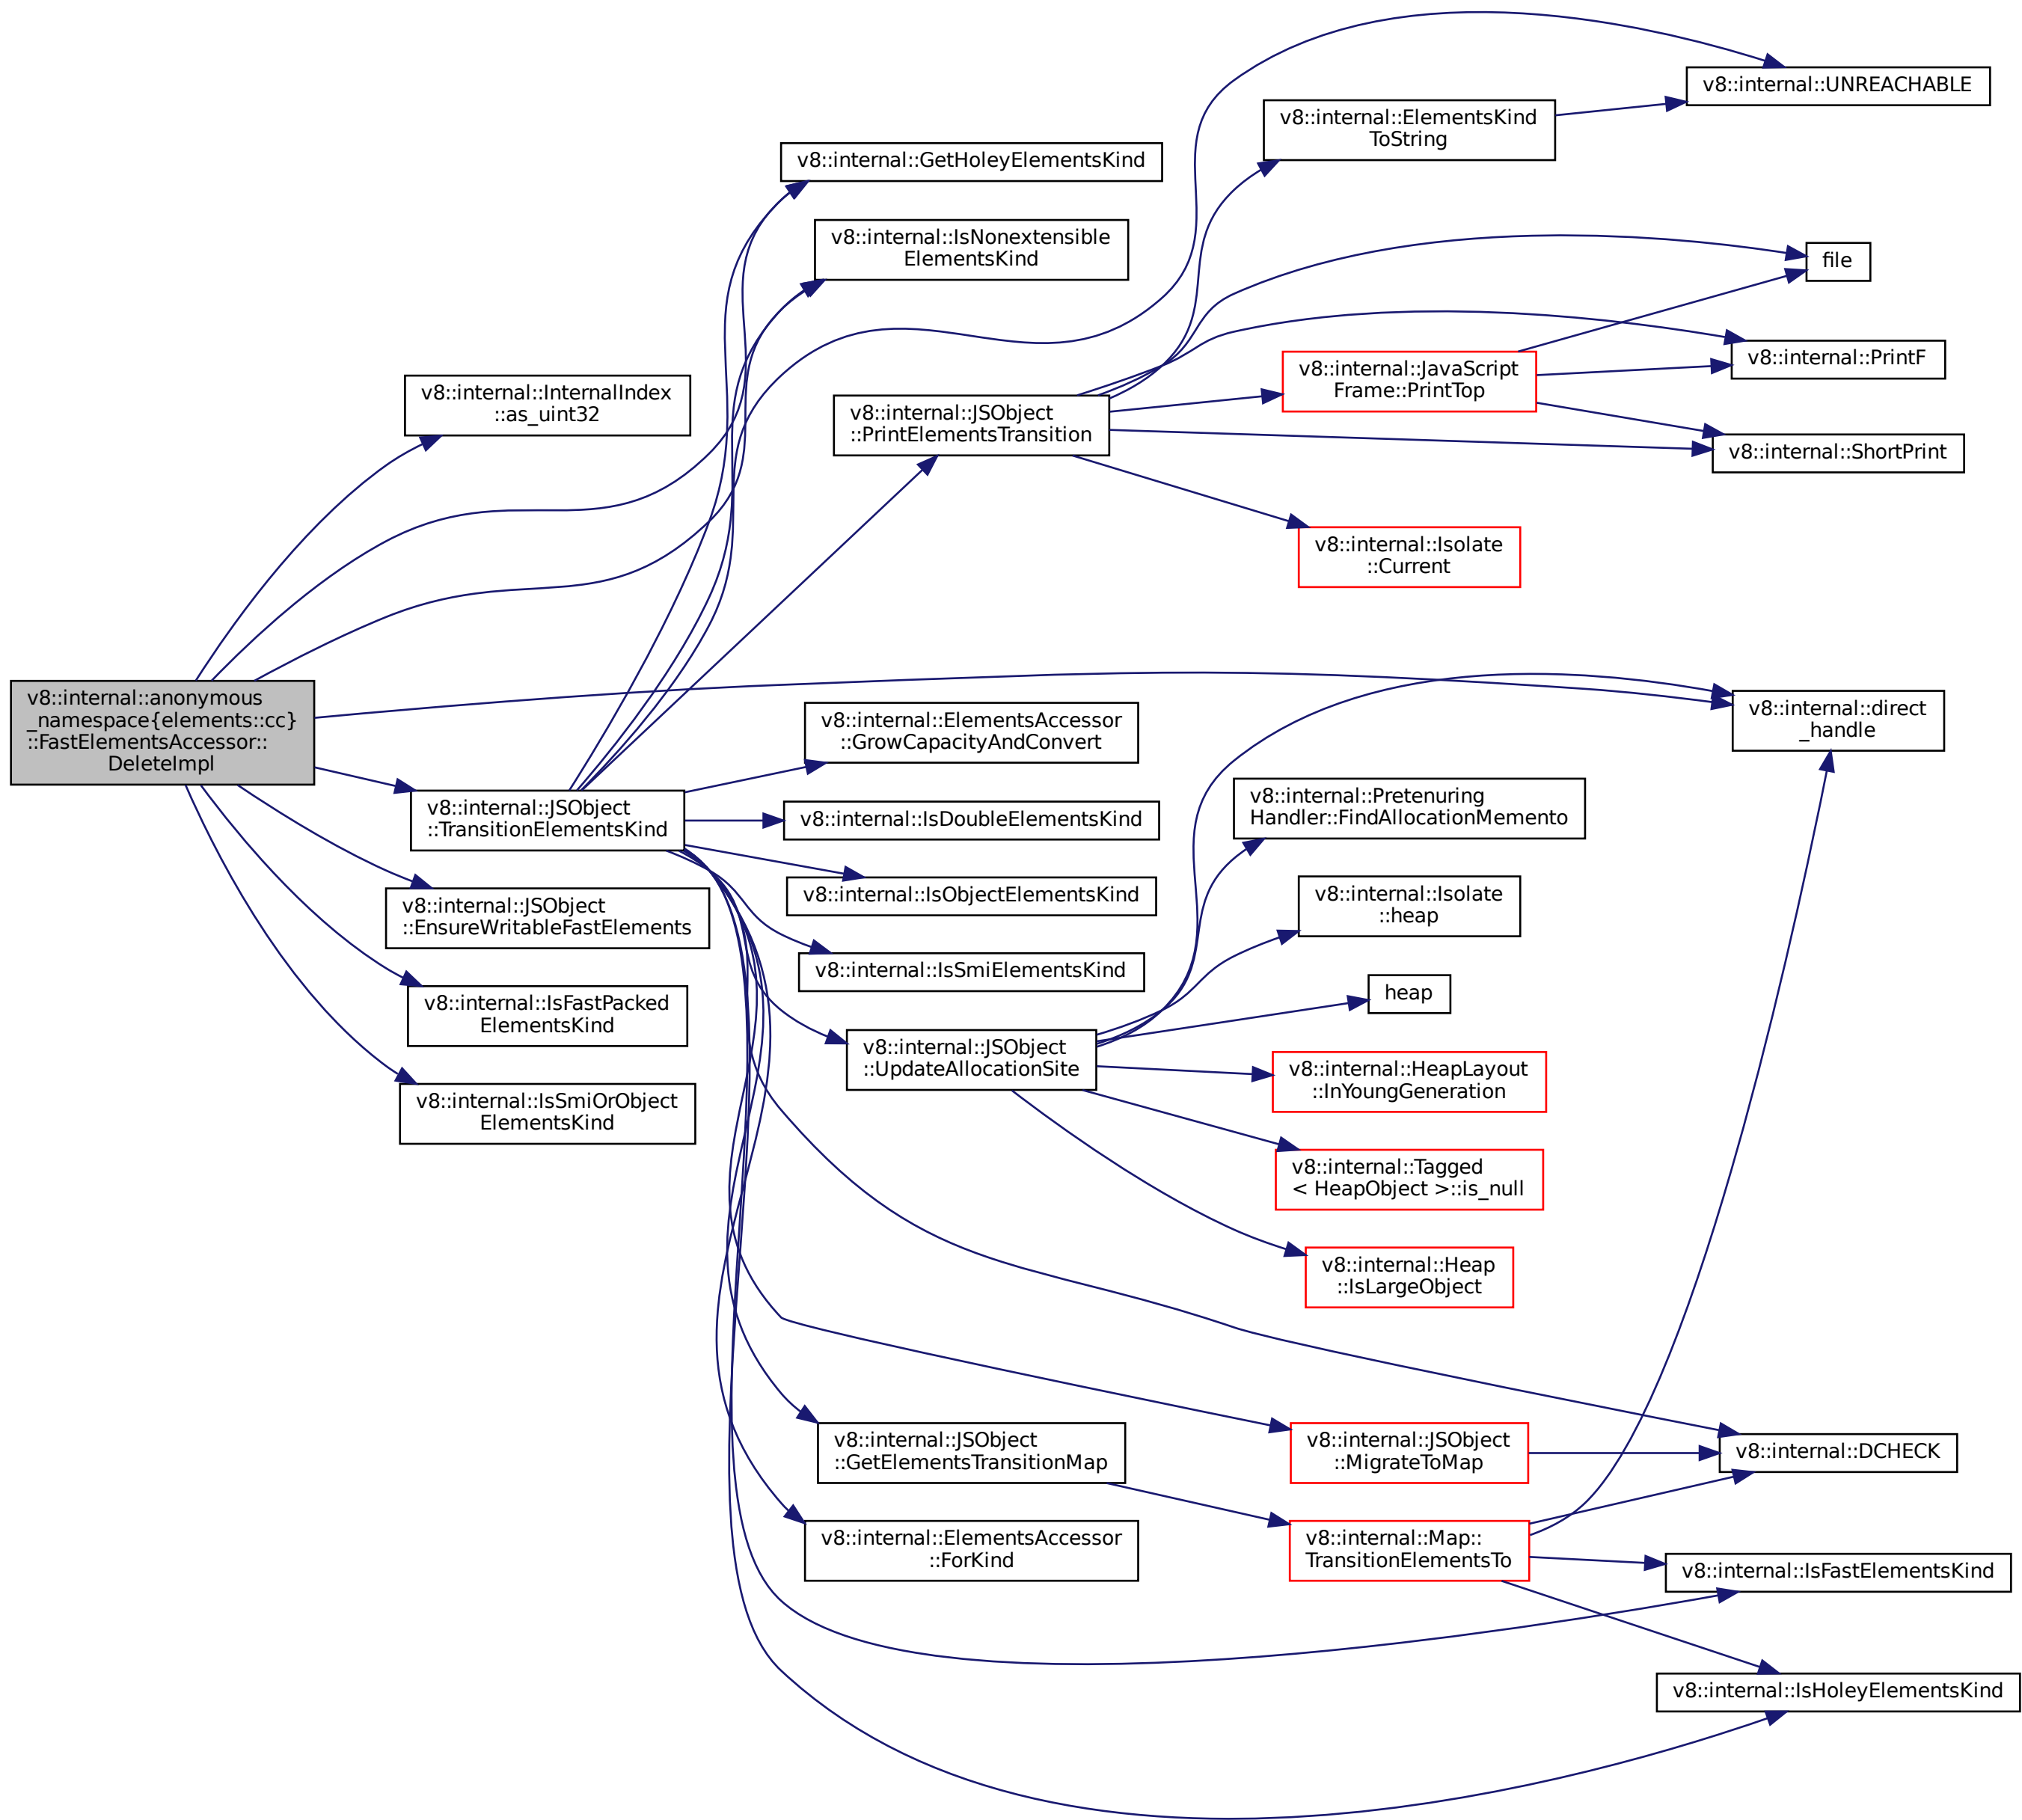 v8::internal::anonymous
_namespace{elements::cc}
::FastElementsAccessor::
DeleteImpl
v8::internal::InternalIndex
::as_uint32
v8::internal::JSObject
::TransitionElementsKind
v8::internal::JSObject
::EnsureWritableFastElements
v8::internal::IsFastPacked
ElementsKind
v8::internal::IsSmiOrObject
ElementsKind
v8::internal::GetHoleyElementsKind
v8::internal::IsNonextensible
ElementsKind
v8::internal::JSObject
::PrintElementsTransition
v8::internal::ElementsAccessor
::GrowCapacityAndConvert
v8::internal::IsDoubleElementsKind
v8::internal::IsObjectElementsKind
v8::internal::IsSmiElementsKind
v8::internal::JSObject
::UpdateAllocationSite
v8::internal::JSObject
::GetElementsTransitionMap
v8::internal::ElementsAccessor
::ForKind
v8::internal::ElementsKind
ToString
v8::internal::JavaScript
Frame::PrintTop
v8::internal::Isolate
::Current
v8::internal::Pretenuring
Handler::FindAllocationMemento
v8::internal::Isolate
::heap
heap
v8::internal::HeapLayout
::InYoungGeneration
v8::internal::Tagged
< HeapObject >::is_null
v8::internal::Heap
::IsLargeObject
v8::internal::JSObject
::MigrateToMap
v8::internal::Map::
TransitionElementsTo
v8::internal::UNREACHABLE
file
v8::internal::PrintF
v8::internal::ShortPrint
v8::internal::direct
_handle
v8::internal::DCHECK
v8::internal::IsFastElementsKind
v8::internal::IsHoleyElementsKind